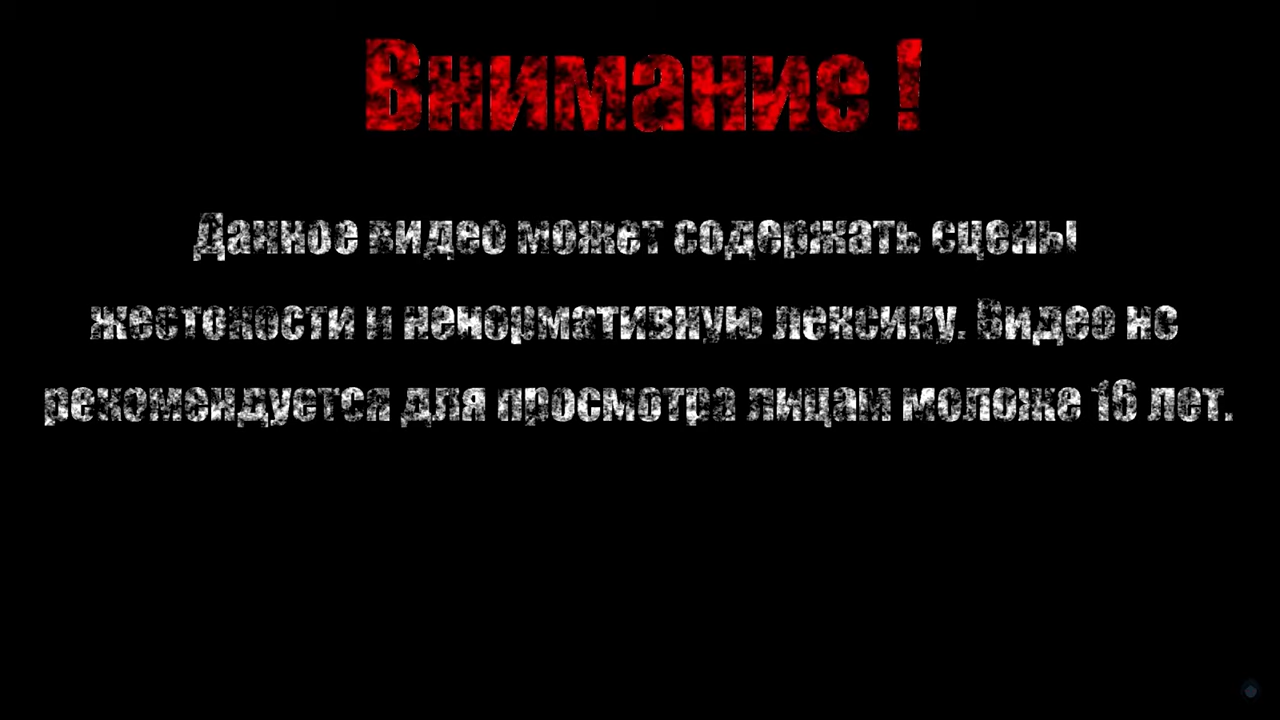 Внимание !
Данное видео может содержать сцены
жестокости и ненормативную лексику. Видео не
рекомендуется для просмотра лицам моложе 16 лет.